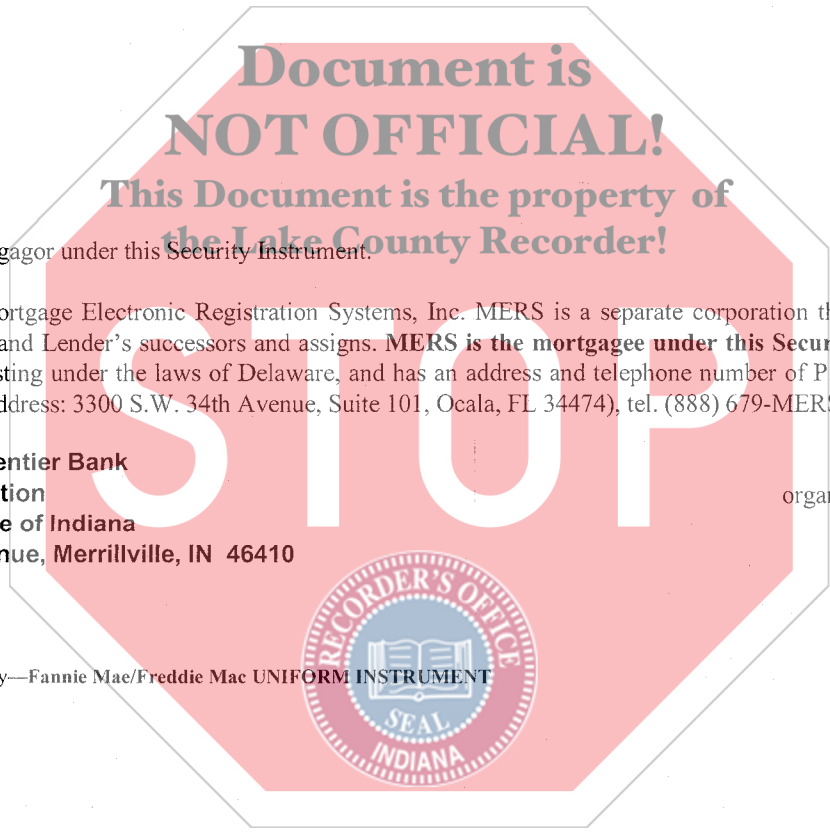 Document is
NOT OFFICIAL!
This Document is the property of
the Lake County Recorder!
gagor under this Security Instrument.
ortgage Electronic Registration Systems, Inc. MERS is a separate corporation th
and Lender's successors and assigns. MERS is the mortgagee under this Secur
sting under the laws of Delaware, and has an address and telephone number of P
ddress: 3300 S.W. 34th Avenue, Suite 101, Ocala, FL 34474), tel. (888) 679-MERS
entier Bank
tion
organ
e of Indiana
nue, Merrillville, IN 46410
y—Fannie Mae/Freddie Mac UNIFORM INSTRUMENT
STOP
RECORDER'S OFFICE
SEAL
INDIANA